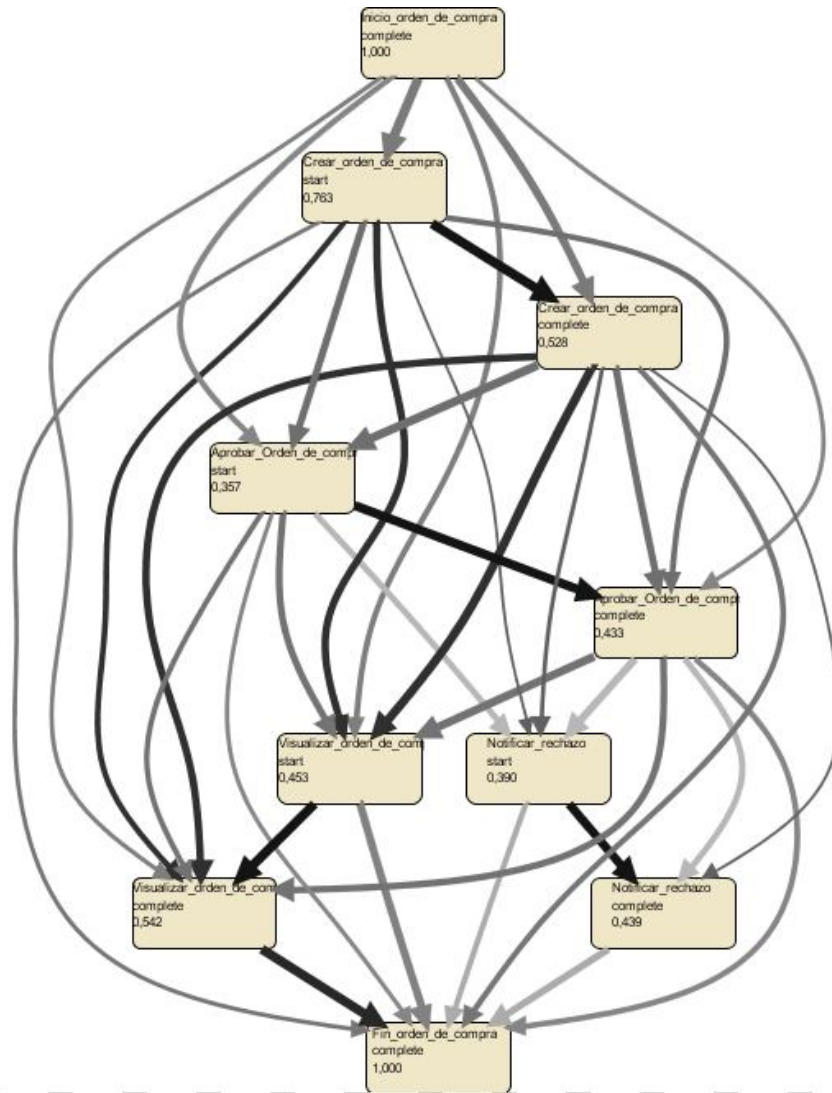 Inicio_orden_de_compra
complete
1,000
Crear_orden_de_compra
start
0,763
Crear_orden_de_compra
complete
0,528
Aprobar_Orden_de_comp
start
0,357
Aprobar_Orden_de_comp
complete
0,433
Visualizar_orden_de_com
start
0,453
Notificar_rechazo
start
0,390
Visualizar_orden_de_com
complete
0,542
Notificar_rechazo
complete
0,439
Fin_orden_de_compra
complete
1,000